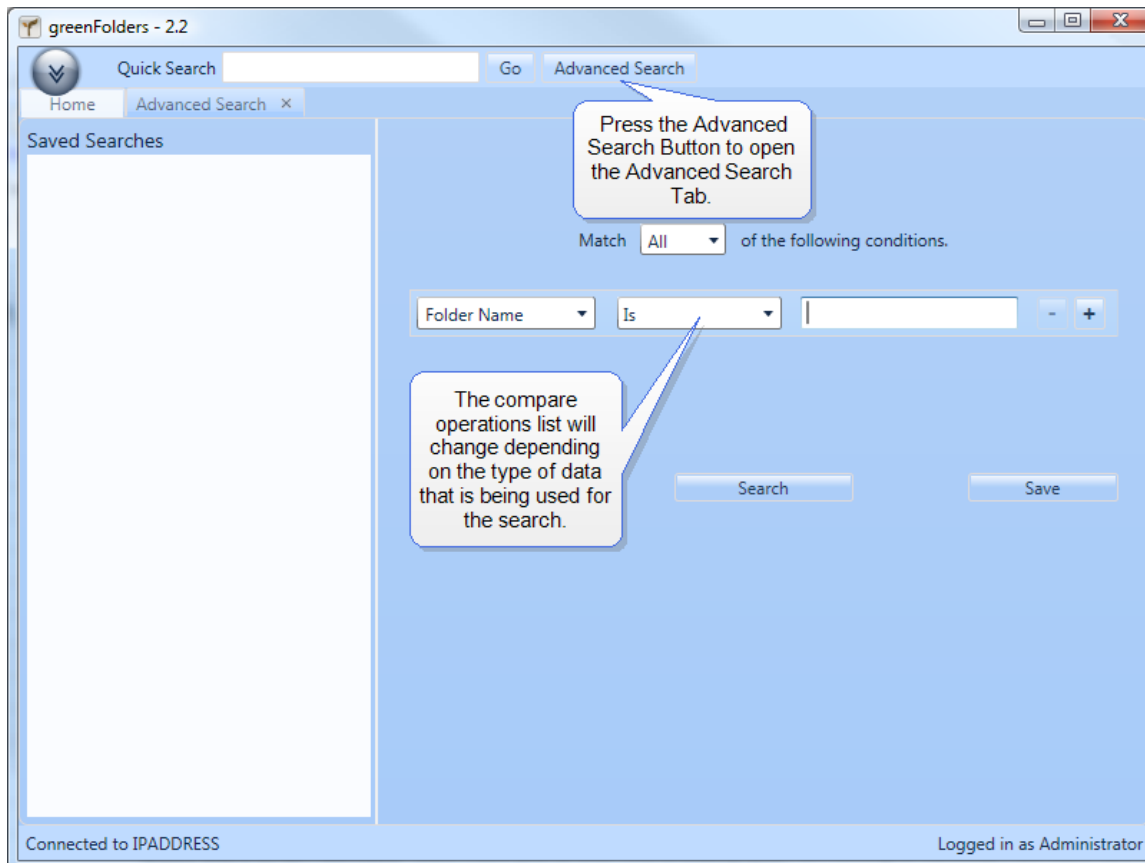 greenFolders - 2.2
Quick Search Go Advanced Search
Home Advanced Search ×
Saved Searches
Press the Advanced
Search Button to open
the Advanced Search
Tab.
Match All of the following conditions.
Folder Name Is - +
The compare
operations list will
change depending
on the type of data
that is being used for
the search.
Search Save
Connected to IPADDRESS Logged in as Administrator